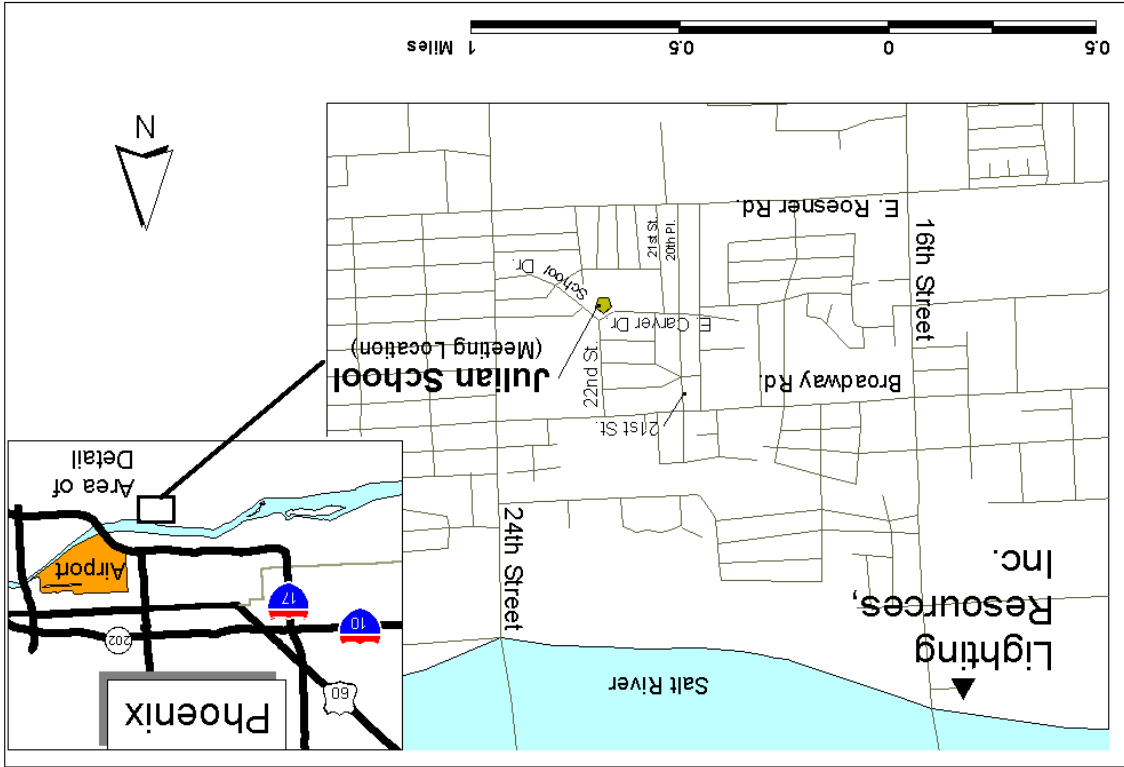 Phoenix
60
202
10
17
Airport
Area of
Detail
Salt River
Lighting
Resources,
Inc.
24th Street
21st St.
Broadway Rd.
22nd St.
Julian School
(Meeting Location)
E. Carver Dr.
School Dr.
16th Street
20th Pl.
21st St.
E. Roesner Rd.
N
0.5 0 0.5 1 Miles